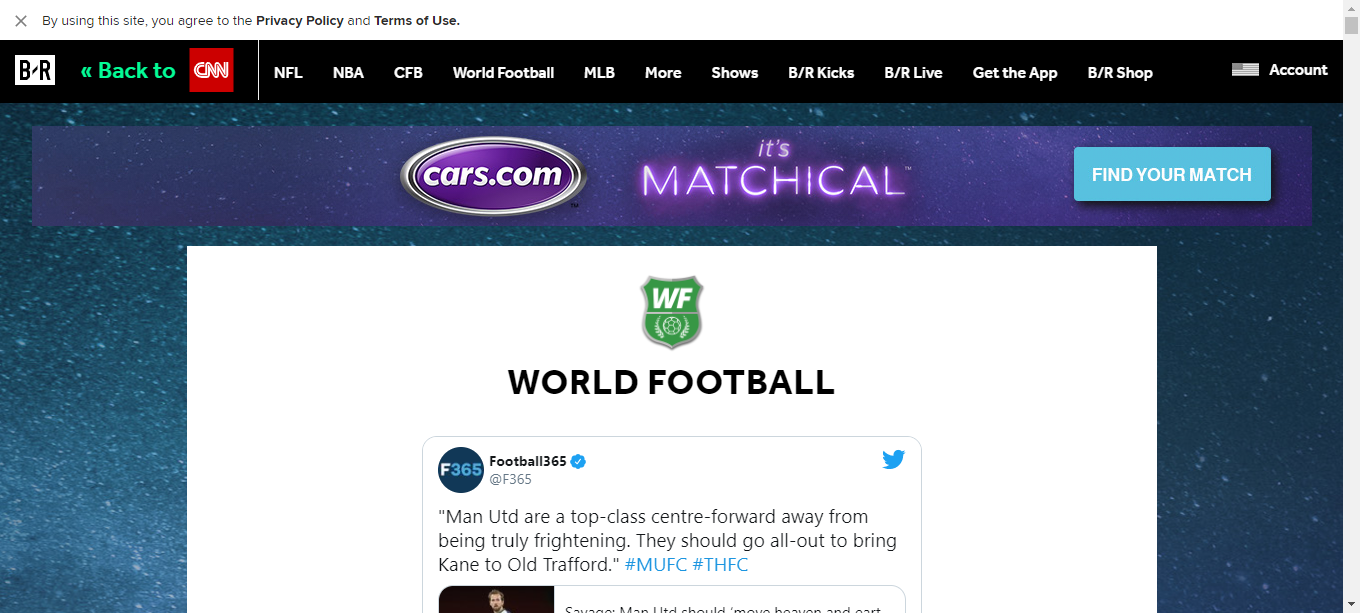 By using this site, you agree to the Privacy Policy and Terms of Use.
B/R « Back to CNN NFL NBA CFB World Football MLB More Shows B/R Kicks B/R Live Get the App B/R Shop Account
cars.com™ it's MATCHICAL™ FIND YOUR MATCH
WF
WORLD FOOTBALL
F365 Football365
@F365
"Man Utd are a top-class centre-forward away from
being truly frightening. They should go all-out to bring
Kane to Old Trafford." #MUFC #THFC
Savage: Man Utd should 'move heaven and eart